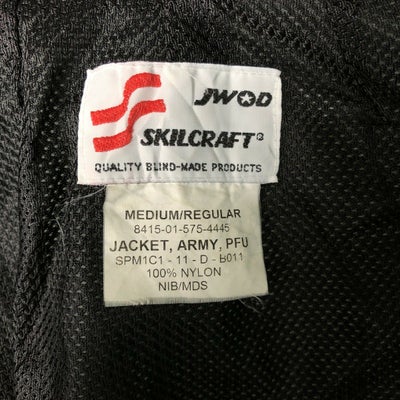 JWOD
SKILCRAFT®
QUALITY BLIND-MADE PRODUCTS
MEDIUM/REGULAR
8415-01-575-4445
JACKET, ARMY, PFU
SPM1C1 - 11 - D - B011
100% NYLON
NIB/MDS